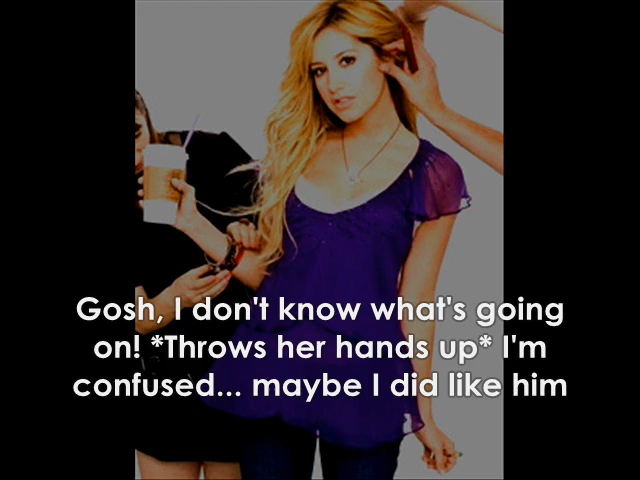 Gosh, I don't know what's going
on! *Throws her hands up* I'm
confused... maybe I did like him